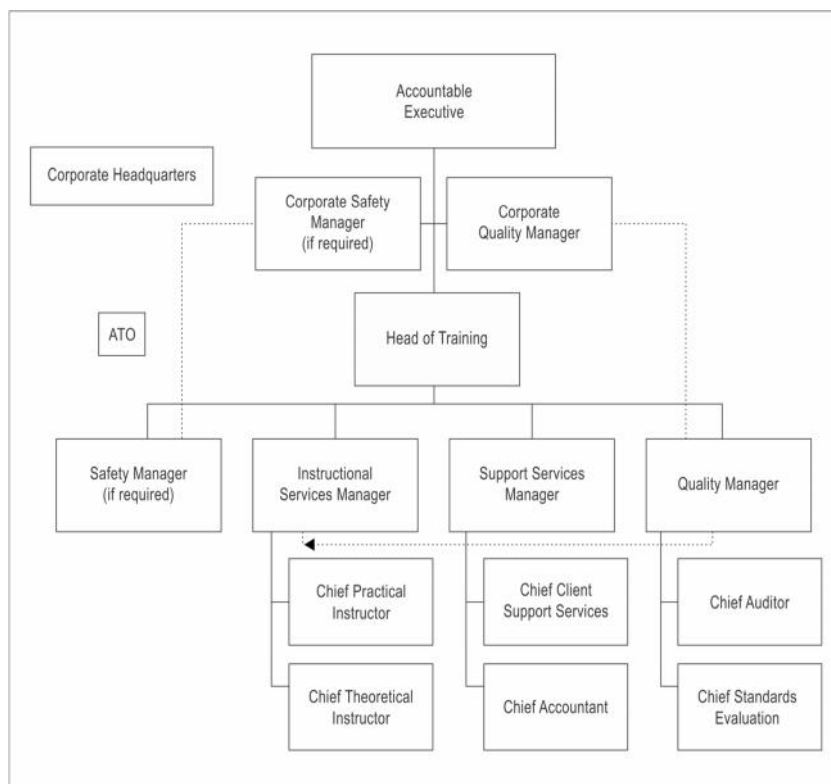 Accountable
Executive
Corporate Headquarters
Corporate Safety
Manager
(if required)
Corporate
Quality Manager
ATO
Head of Training
Safety Manager
(if required)
Instructional
Services Manager
Support Services
Manager
Quality Manager
Chief Practical
Instructor
Chief Client
Support Services
Chief Auditor
Chief Theoretical
Instructor
Chief Accountant
Chief Standards
Evaluation